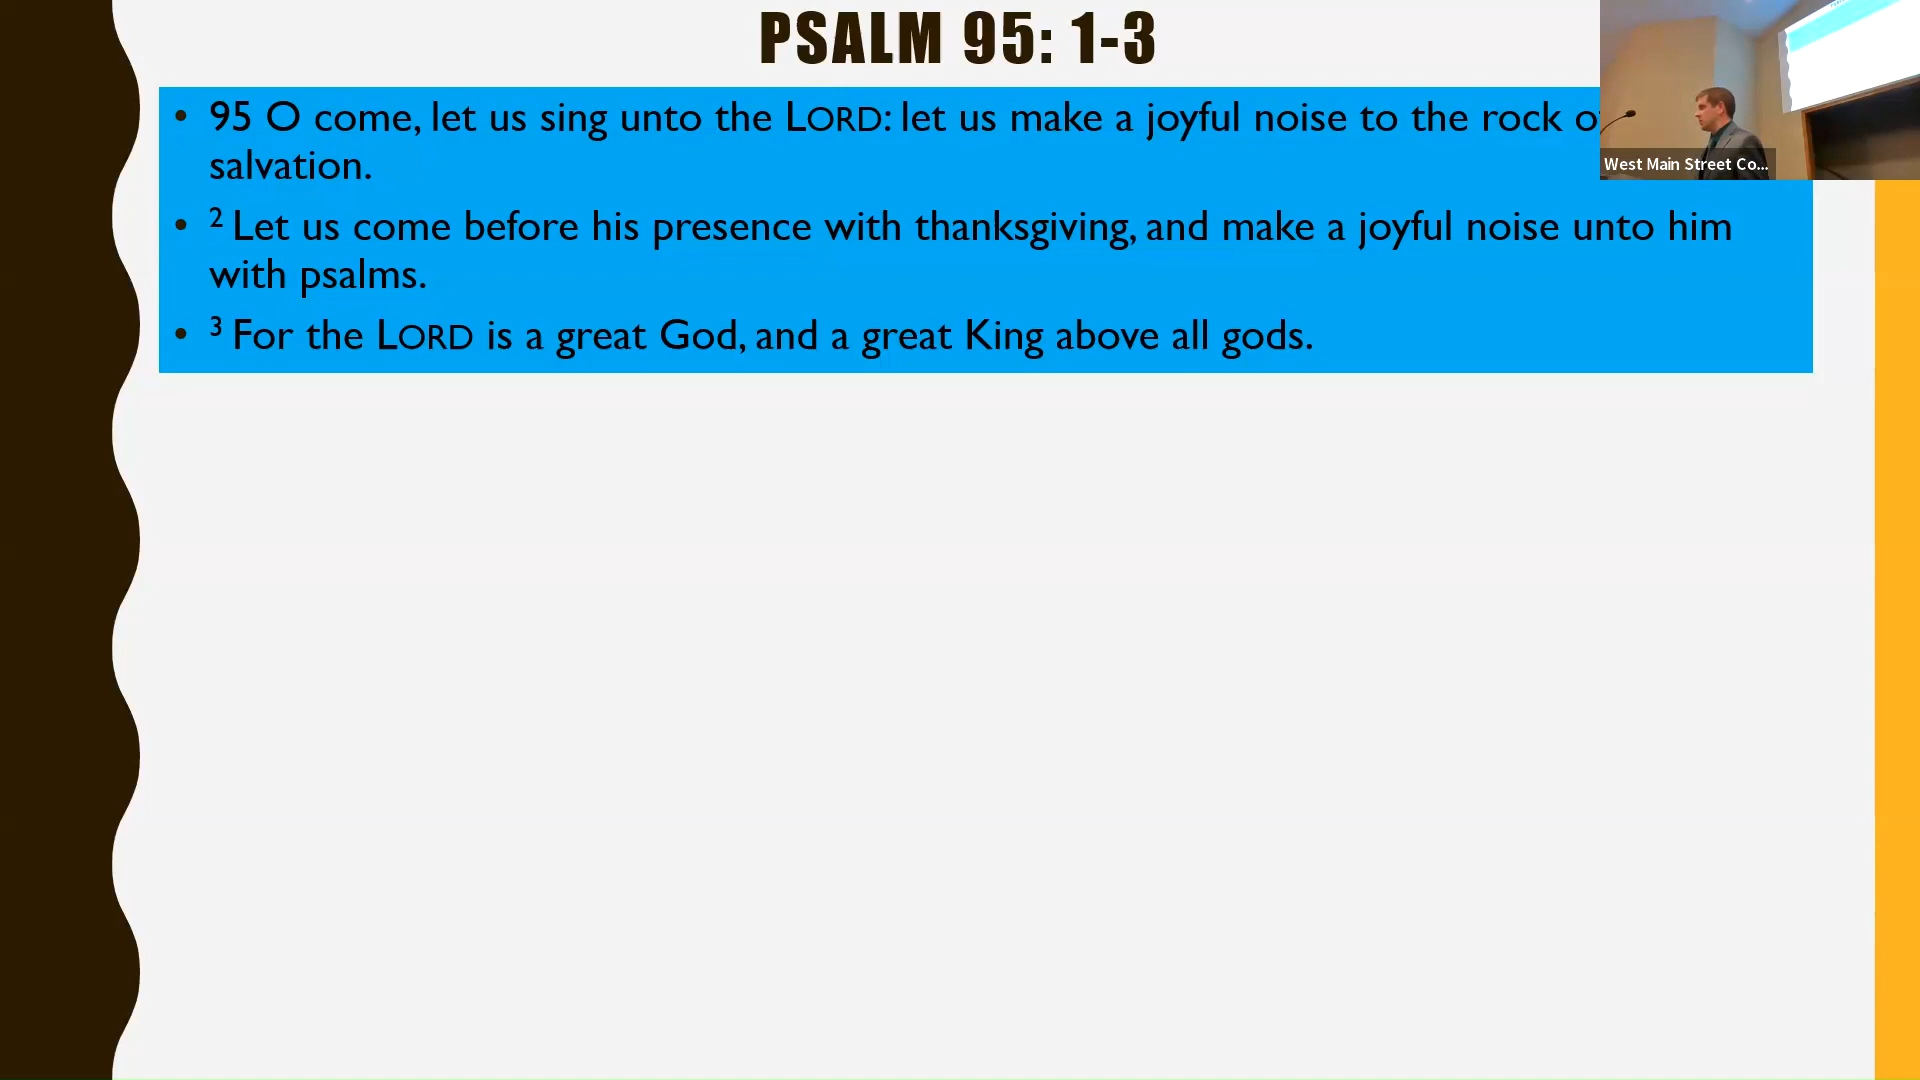 PSALM 95: 1-3
• 95 O come, let us sing unto the LORD: let us make a joyful noise to the rock
salvation.
• 2 Let us come before his presence with thanksgiving, and make a joyful noise unto him
with psalms.
• 3 For the LORD is a great God, and a great King above all gods.
West Main Street Co...